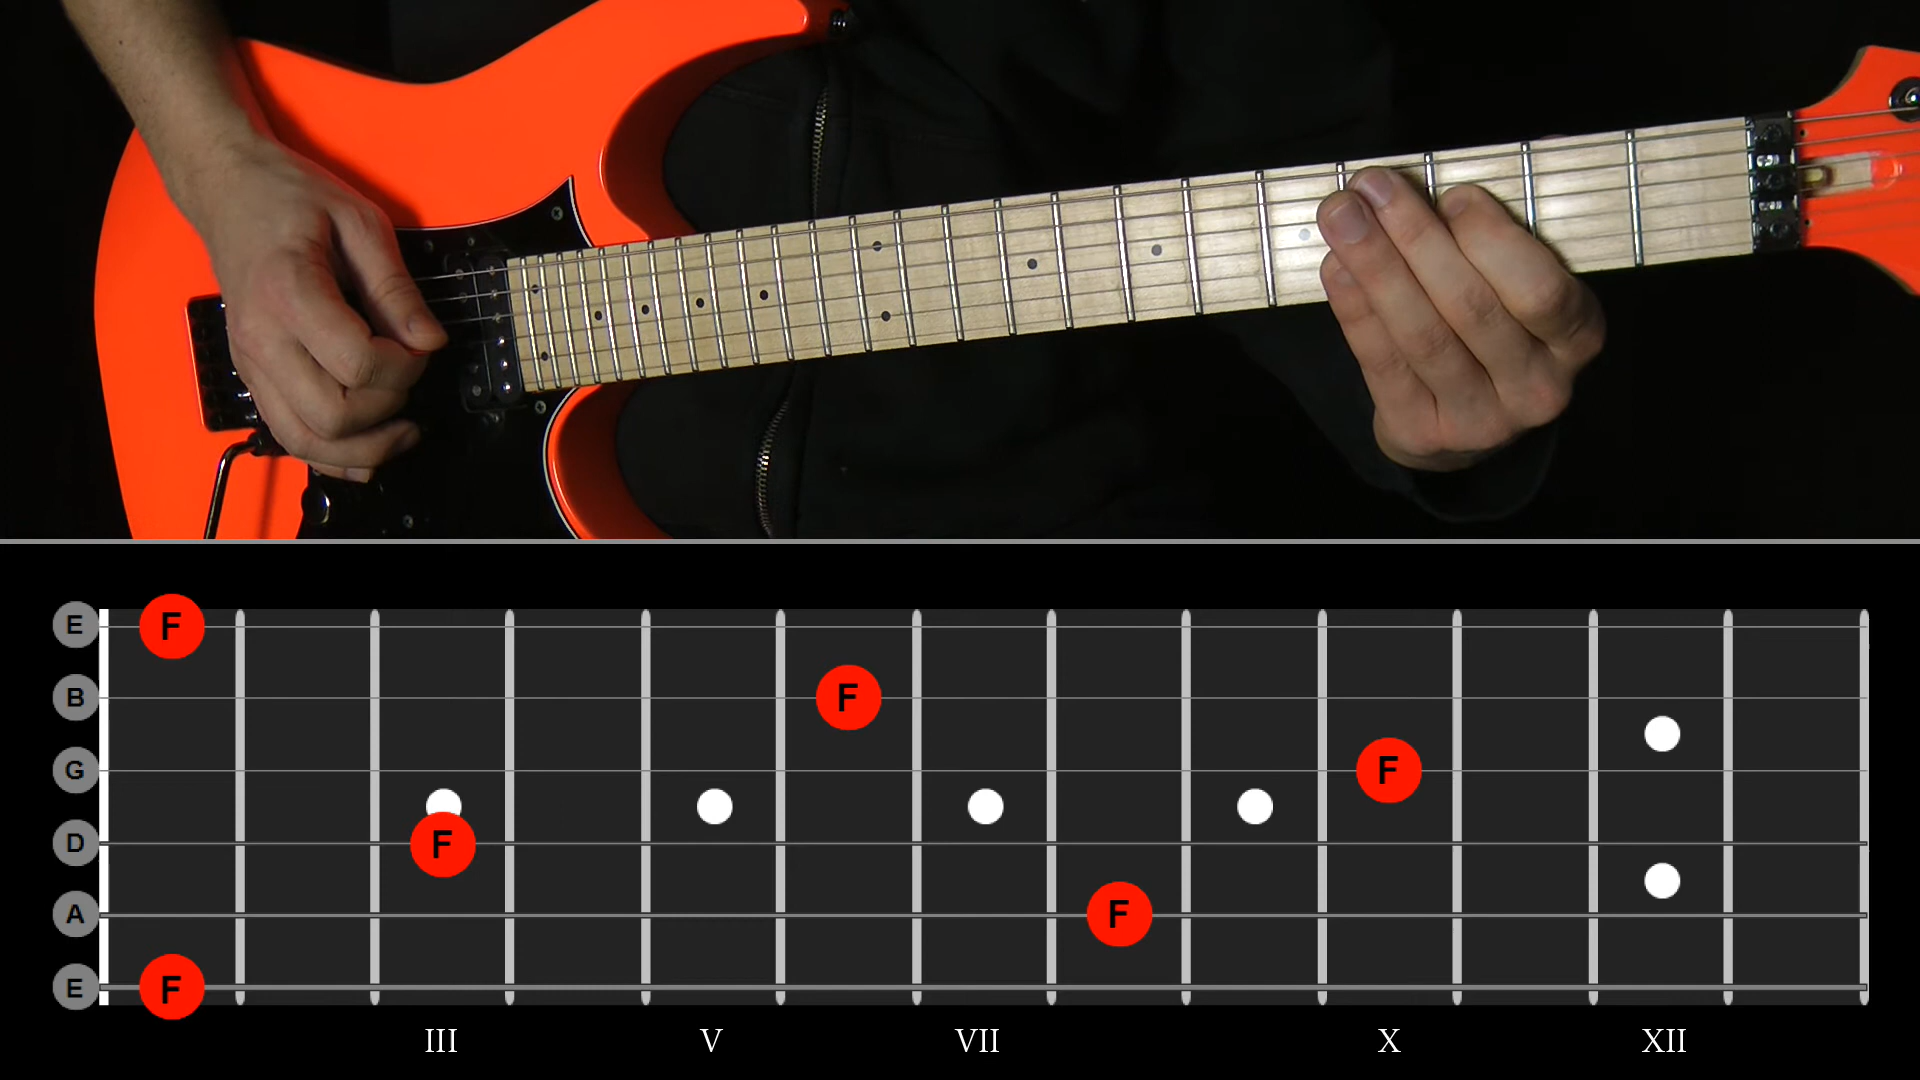 E F
B F
G F
D F
A F
E F
III V VII X XII